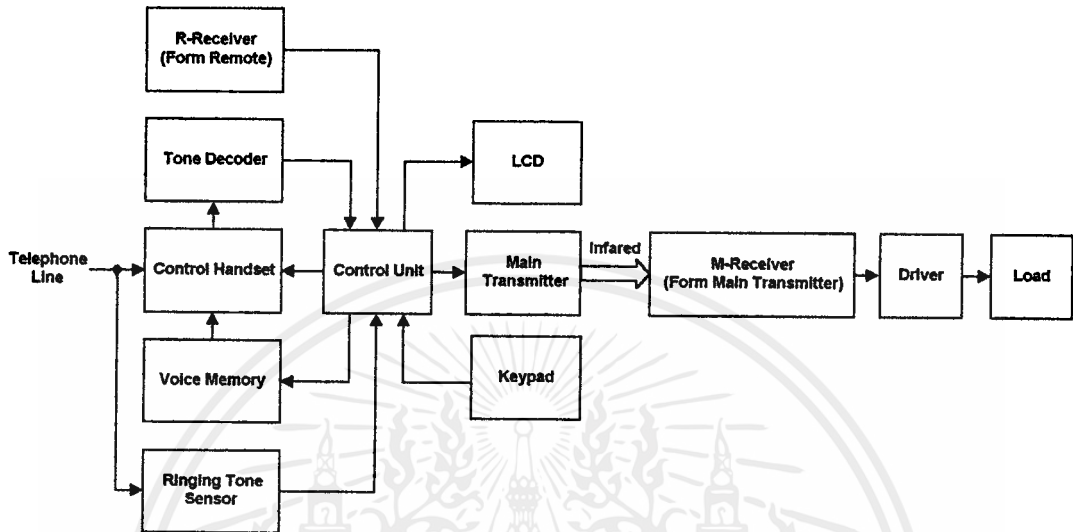 R-Receiver
(Form Remote)
Tone Decoder
LCD
Telephone
Line
Control Handset
Control Unit
Main
Transmitter
Infared
M-Receiver
(Form Main Transmitter)
Driver
Load
Voice Memory
Keypad
Ringing Tone
Sensor